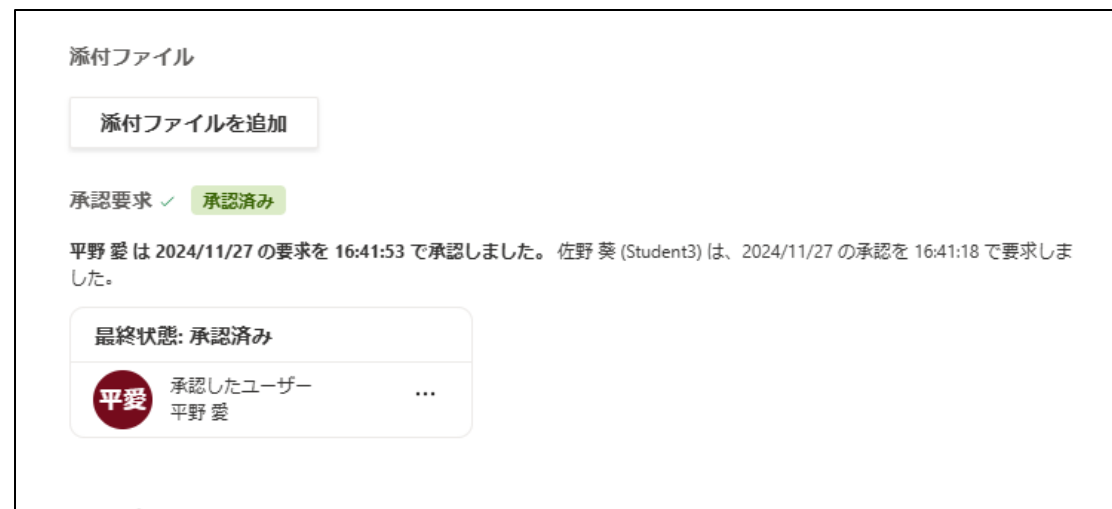 添付ファイル
添付ファイルを追加
承認要求 ✓ 承認済み
平野 愛 は 2024/11/27 の要求を 16:41:53 で承認しました。 佐野 葵 (Student3) は、2024/11/27 の承認を 16:41:18 で要求しま
した。
最終状態: 承認済み
平愛
承認したユーザー
平野 愛
…